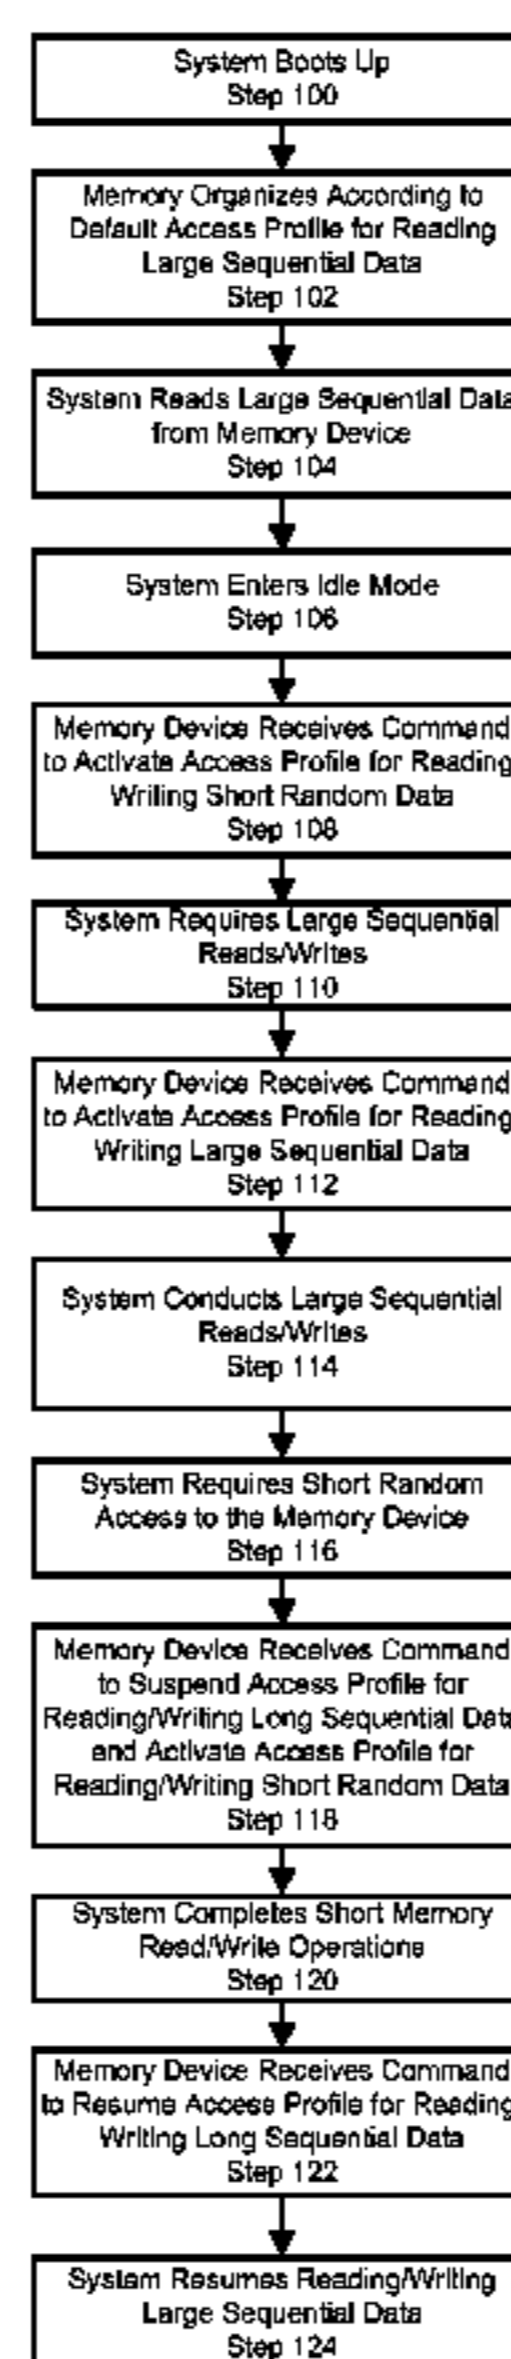 System Boots Up
Step 100
Memory Organizes According to
Default Access Profile for Reading
Large Sequential Data
Step 102
System Reads Large Sequential Data
from Memory Device
Step 104
System Enters Idle Mode
Step 106
Memory Device Receives Command
to Activate Access Profile for Reading
Writing Short Random Data
Step 108
System Requires Large Sequential
Reads/Writes
Step 110
Memory Device Receives Command
to Activate Access Profile for Reading
Writing Large Sequential Data
Step 112
System Conducts Large Sequential
Reads/Writes
Step 114
System Requires Short Random
Access to the Memory Device
Step 116
Memory Device Receives Command
to Suspend Access Profile for
Reading/Writing Long Sequential Data
and Activate Access Profile for
Reading/Writing Short Random Data
Step 118
System Completes Short Memory
Read/Write Operations
Step 120
Memory Device Receives Command
to Resume Access Profile for Reading
Writing Long Sequential Data
Step 122
System Resumes Reading/Writing
Large Sequential Data
Step 124